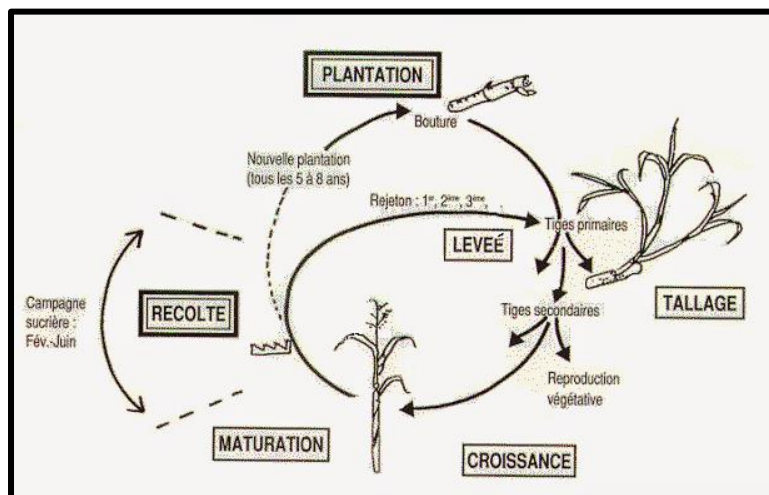 PLANTATION
Bouture
Nouvelle plantation
(tous les 5 à 8 ans)
Rejeton : 1er, 2ème, 3ème,
Tiges primaires
LEVEÉ
TALLAGE
Campagne
sucrière :
Fév.-Juin
RECOLTE
Tiges secondaires
Reproduction
végétative
MATURATION
CROISSANCE